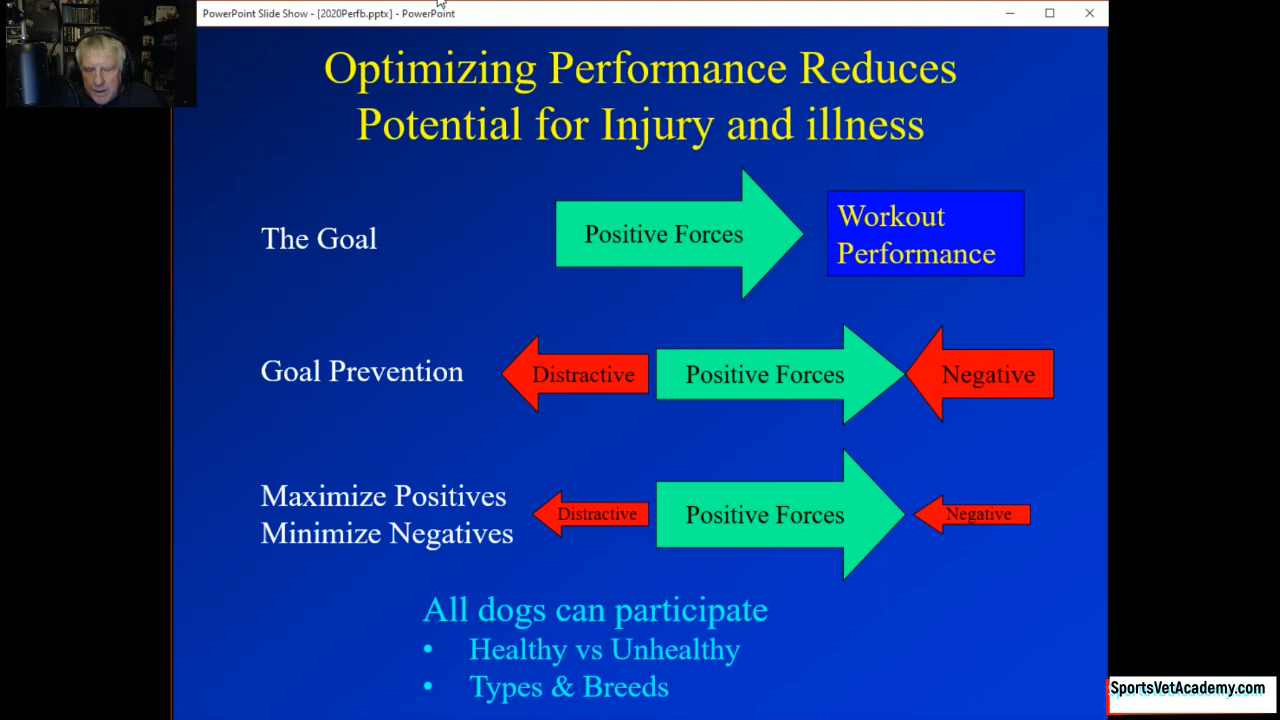 PowerPoint Slide Show - [2020Perfb.pptx] - PowerPoint
Optimizing Performance Reduces
Potential for Injury and illness
The Goal
Positive Forces
Workout
Performance
Goal Prevention
Distractive
Positive Forces
Negative
Maximize Positives
Minimize Negatives
Distractive
Positive Forces
Negative
All dogs can participate
• Healthy vs Unhealthy
• Types & Breeds
SportsVetAcademy.com